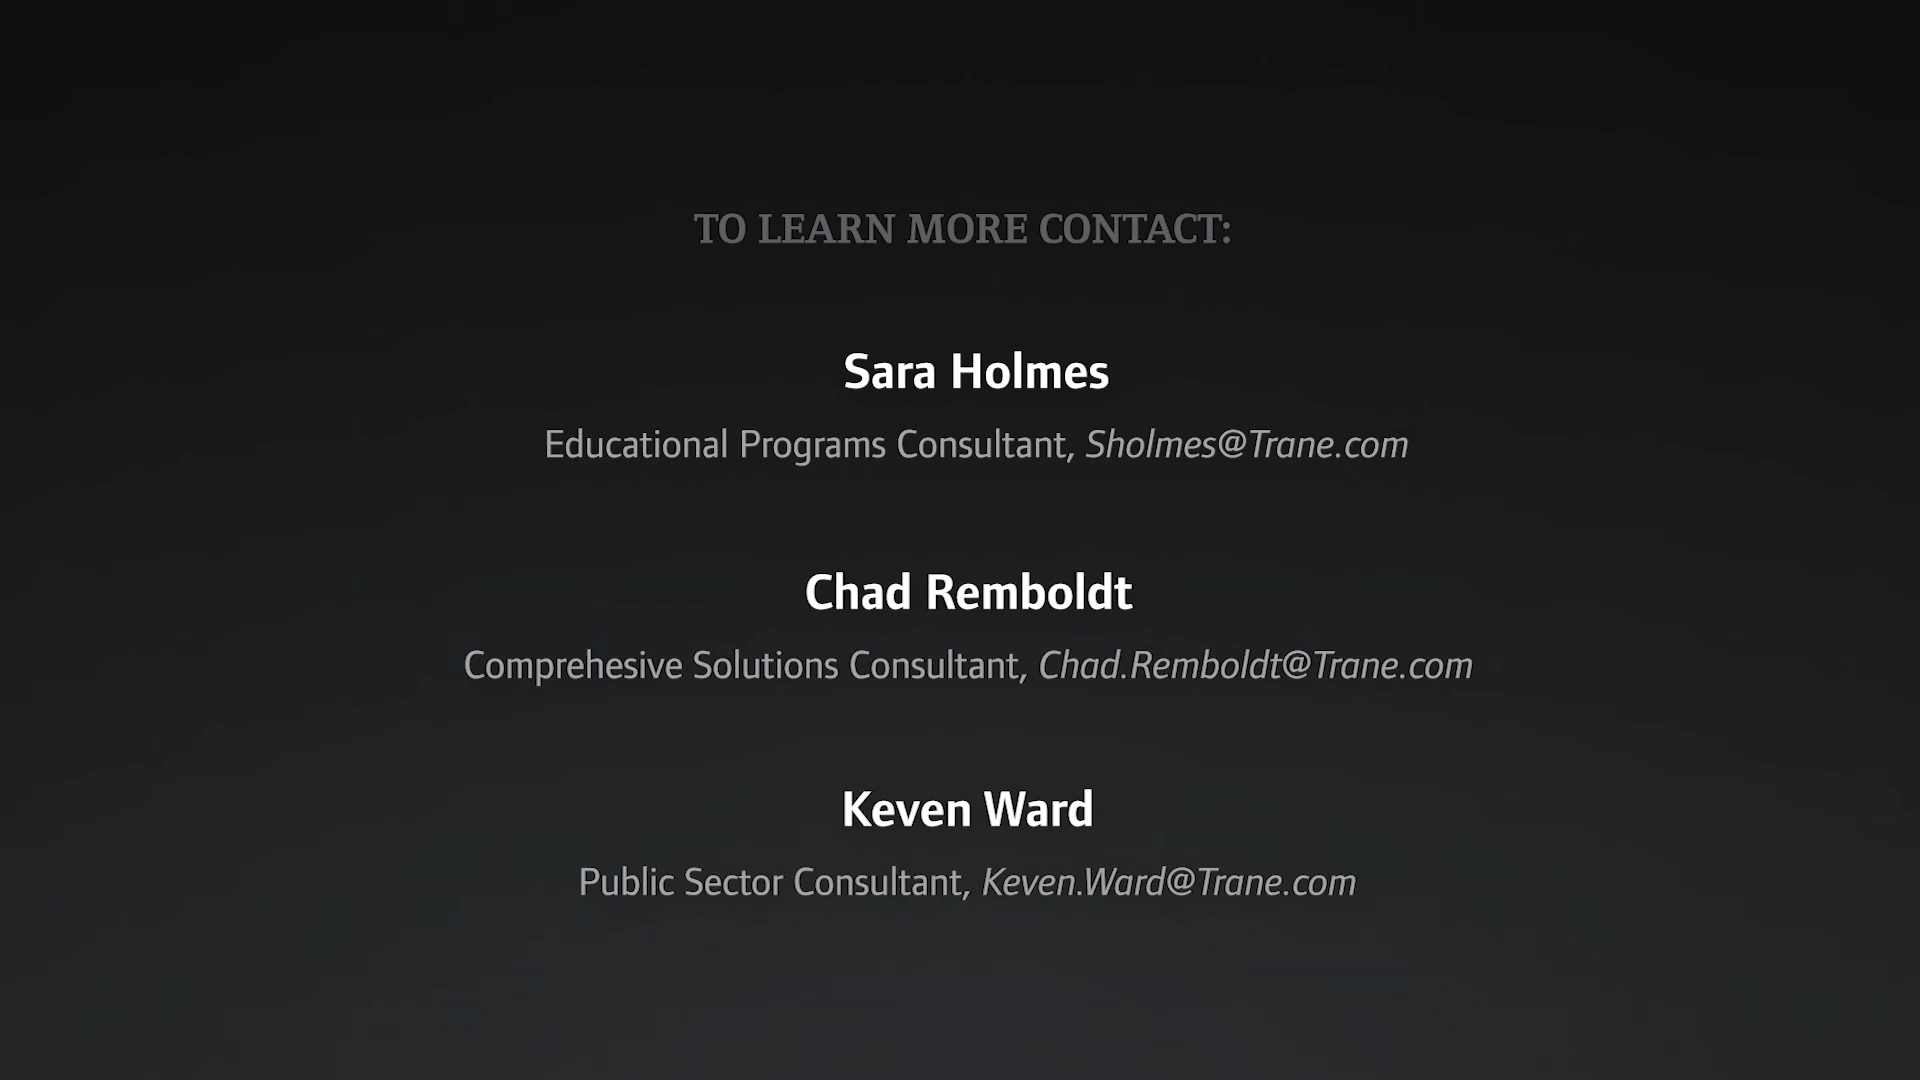 TO LEARN MORE CONTACT:
Sara Holmes
Educational Programs Consultant, Sholmes@Trane.com
Chad Remboldt
Comprehesive Solutions Consultant, Chad.Remboldt@Trane.com
Keven Ward
Public Sector Consultant, Keven.Ward@Trane.com